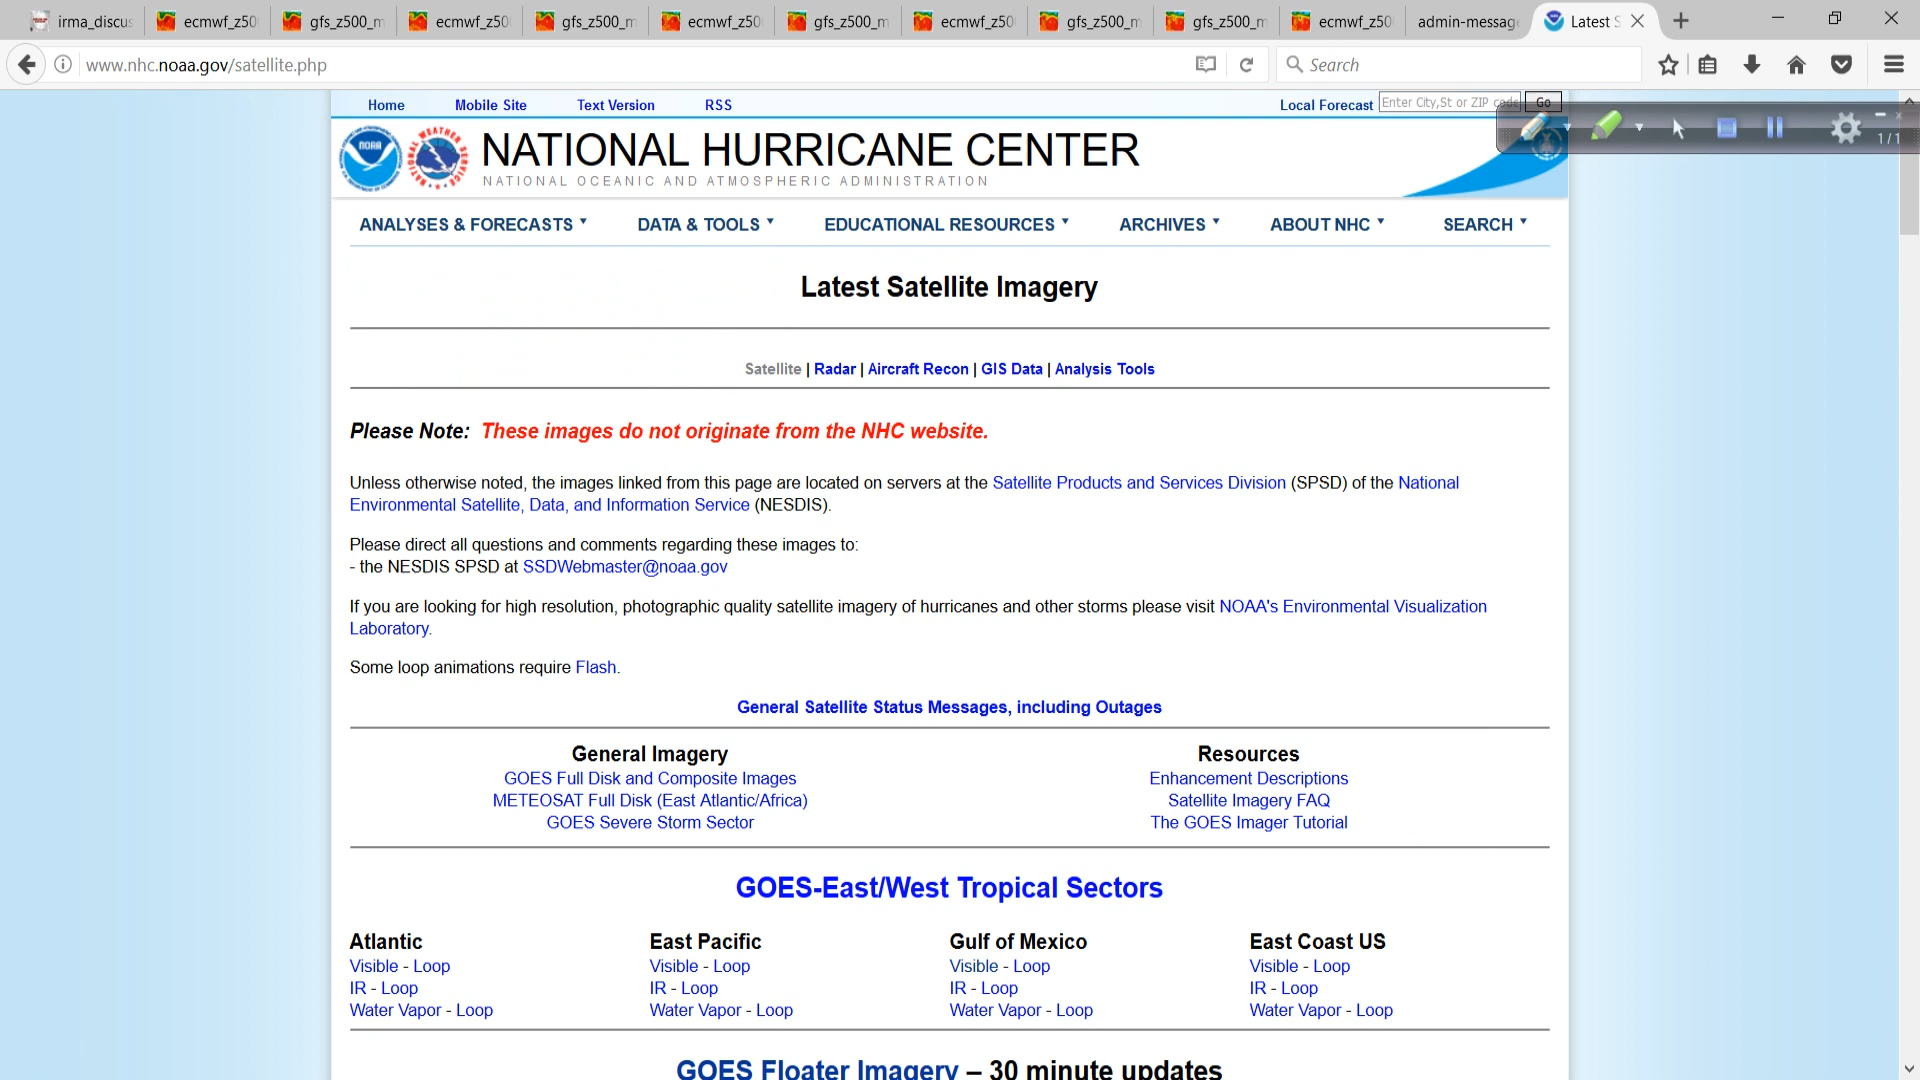 irma_discus ecmwf_z50 gfs_z500_m ecmwf_z50 gfs_z500_m ecmwf_z50 gfs_z500_m ecmwf_z50 gfs_z500_m gfs_z500_m ecmwf_z50 admin-message Latest S
www.nhc.noaa.gov/satellite.php Search
Home Mobile Site Text Version RSS Local Forecast Enter City,St or ZIP code Go
1/1
NOAA
NATIONAL HURRICANE CENTER
NATIONAL OCEANIC AND ATMOSPHERIC ADMINISTRATION
ANALYSES & FORECASTS DATA & TOOLS EDUCATIONAL RESOURCES ARCHIVES ABOUT NHC SEARCH
Latest Satellite Imagery
Satellite | Radar | Aircraft Recon | GIS Data | Analysis Tools
Please Note: These images do not originate from the NHC website.
Unless otherwise noted, the images linked from this page are located on servers at the Satellite Products and Services Division (SPSD) of the National
Environmental Satellite, Data, and Information Service (NESDIS).
Please direct all questions and comments regarding these images to:
- the NESDIS SPSD at SSDWebmaster@noaa.gov
If you are looking for high resolution, photographic quality satellite imagery of hurricanes and other storms please visit NOAA's Environmental Visualization
Laboratory.
Some loop animations require Flash.
General Satellite Status Messages, including Outages
General Imagery Resources
GOES Full Disk and Composite Images Enhancement Descriptions
METEOSAT Full Disk (East Atlantic/Africa) Satellite Imagery FAQ
GOES Severe Storm Sector The GOES Imager Tutorial
GOES-East/West Tropical Sectors
Atlantic East Pacific Gulf of Mexico East Coast US
Visible - Loop Visible - Loop Visible - Loop Visible - Loop
IR - Loop IR - Loop IR - Loop IR - Loop
Water Vapor - Loop Water Vapor - Loop Water Vapor - Loop Water Vapor - Loop
GOES Floater Imagery – 30 minute updates